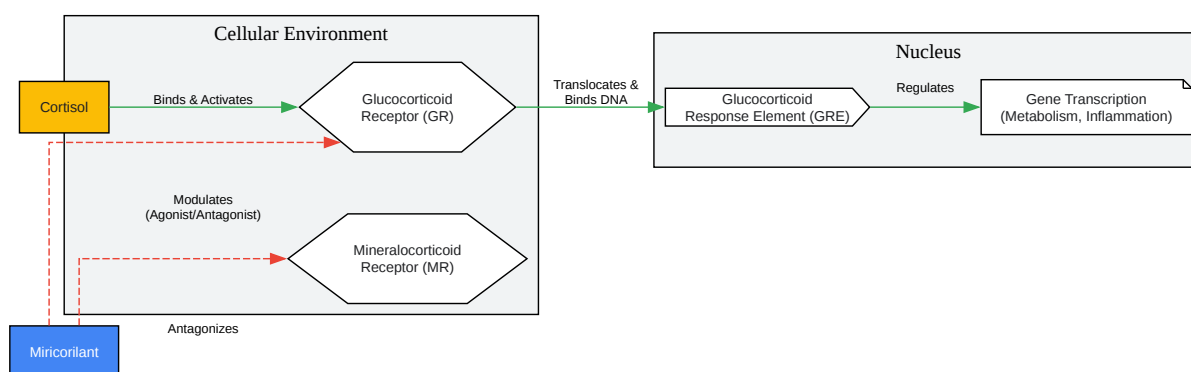 Cellular Environment
Nucleus
Cortisol
Binds & Activates
Glucocorticoid
Receptor (GR)
Translocates &
Binds DNA
Glucocorticoid
Response Element (GRE)
Regulates
Gene Transcription
(Metabolism, Inflammation)
Modulates
(Agonist/Antagonist)
Mineralocorticoid
Receptor (MR)
Antagonizes
Miricorilant